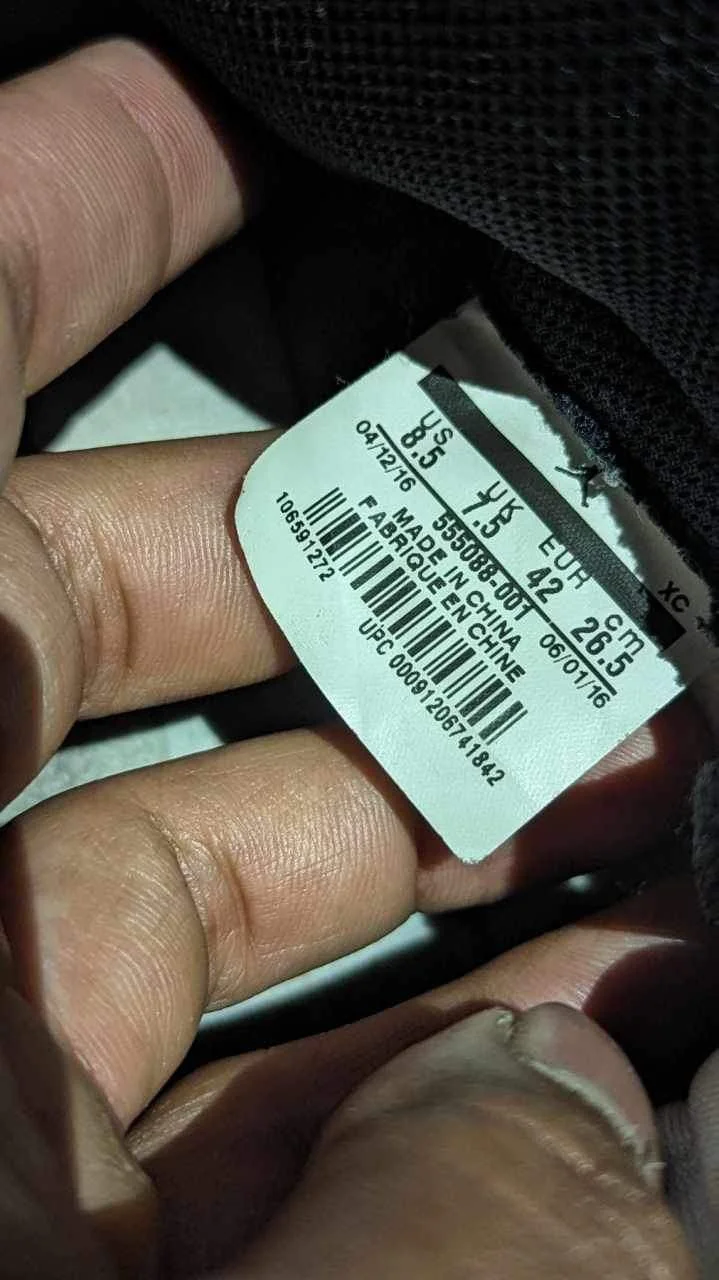 XC
US UK EUR cm
8.5 7.5 42 26.5
04/12/16 555088-001 06/01/16
MADE IN CHINA
FABRIQUE EN CHINE
106591272
UPC 00091206741842